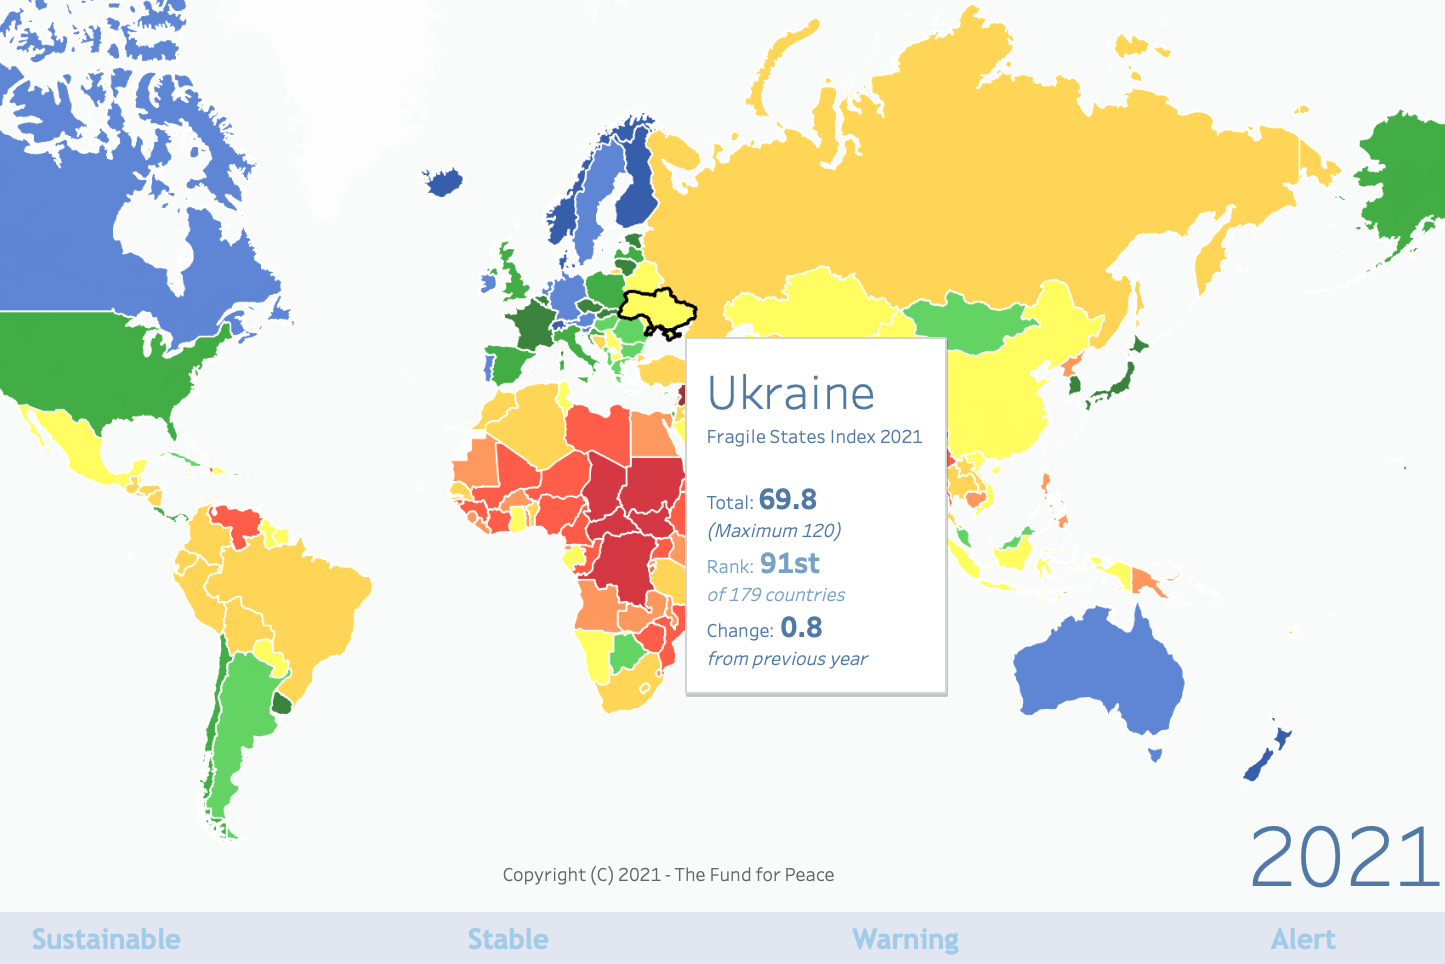 Ukraine
Fragile States Index 2021
Total: 69.8
(Maximum 120)
Rank: 91st
of 179 countries
Change: 0.8
from previous year
2021
Copyright (C) 2021 - The Fund for Peace
Sustainable
Stable
Warning
Alert